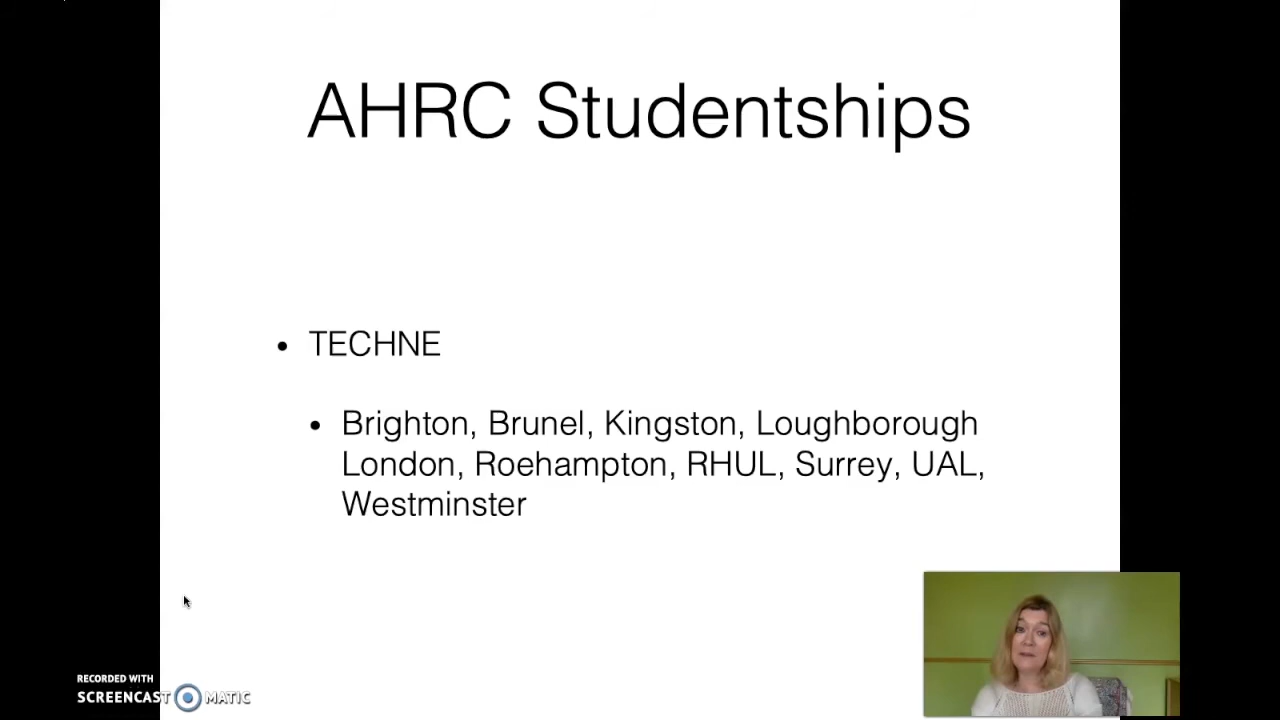 AHRC Studentships
• TECHNE
• Brighton, Brunel, Kingston, Loughborough
London, Roehampton, RHUL, Surrey, UAL,
Westminster
RECORDED WITH
SCREENCAST MATIC